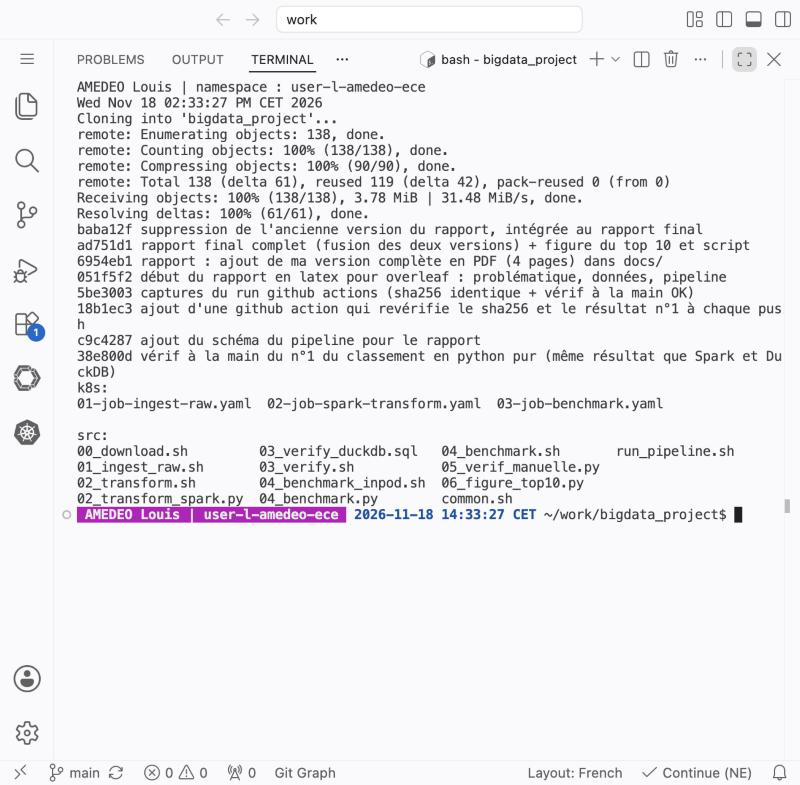 work
PROBLEMS OUTPUT TERMINAL ··· bash - bigdata_project ···
AMEDEO Louis | namespace : user-l-amedeo-ece
Wed Nov 18 02:33:27 PM CET 2026
Cloning into 'bigdata_project'...
remote: Enumerating objects: 138, done.
remote: Counting objects: 100% (138/138), done.
remote: Compressing objects: 100% (90/90), done.
remote: Total 138 (delta 61), reused 119 (delta 42), pack-reused 0 (from 0)
Receiving objects: 100% (138/138), 3.78 MiB | 31.48 MiB/s, done.
Resolving deltas: 100% (61/61), done.
baba12f suppression de l'ancienne version du rapport, intégrée au rapport final
ad751d1 rapport final complet (fusion des deux versions) + figure du top 10 et script
6954eb1 rapport : ajout de ma version complète en PDF (4 pages) dans docs/
051f5f2 début du rapport en latex pour overleaf : problématique, données, pipeline
5be3003 captures du run github actions (sha256 identique + vérif à la main OK)
18b1ec3 ajout d'une github action qui revérifie le sha256 et le résultat n°1 à chaque pus
h
c9c4287 ajout du schéma du pipeline pour le rapport
38e800d vérif à la main du n°1 du classement en python pur (même résultat que Spark et Du
ckDB)
k8s:
01-job-ingest-raw.yaml  02-job-spark-transform.yaml  03-job-benchmark.yaml
src:
00_download.sh  03_verify_duckdb.sql  04_benchmark.sh  run_pipeline.sh
01_ingest_raw.sh  03_verify.sh  05_verif_manuelle.py
02_transform.sh  04_benchmark_inpod.sh  06_figure_top10.py
02_transform_spark.py  04_benchmark.py  common.sh
AMEDEO Louis | user-l-amedeo-ece 2026-11-18 14:33:27 CET ~/work/bigdata_project$
1
main 0 0 0 Git Graph Layout: French Continue (NE)